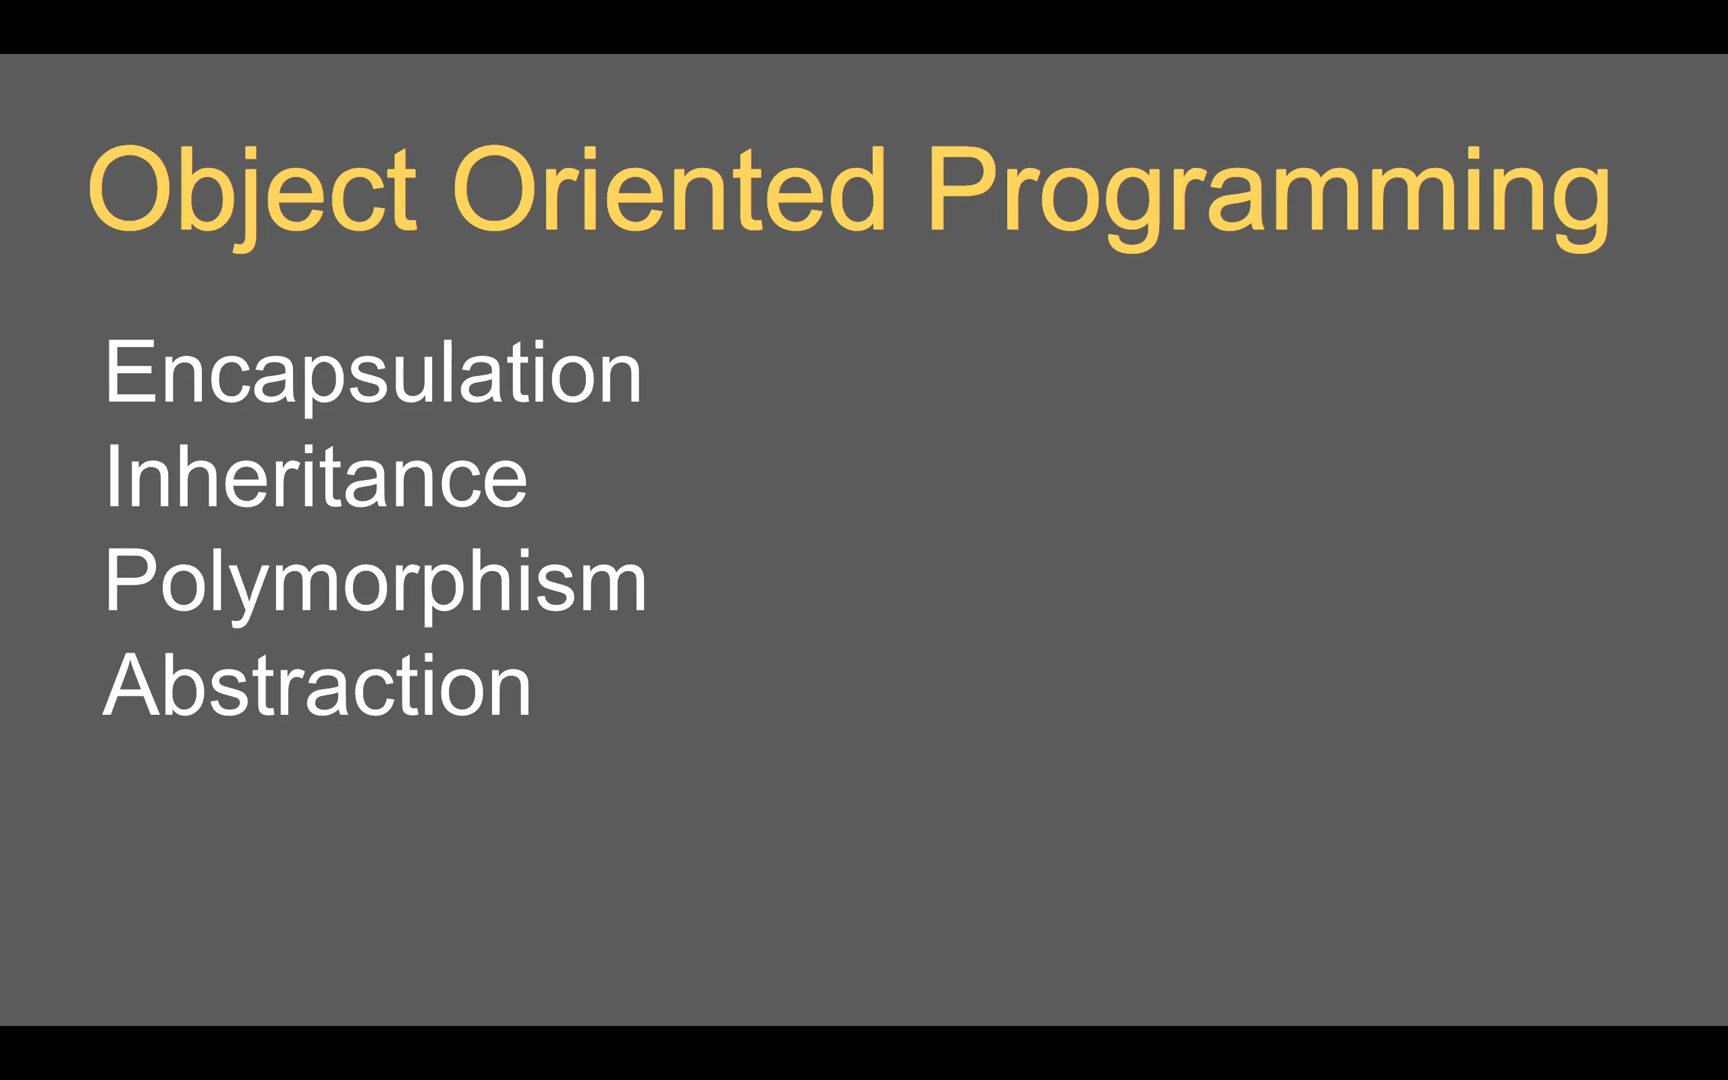 Object Oriented Programming
Encapsulation
Inheritance
Polymorphism
Abstraction